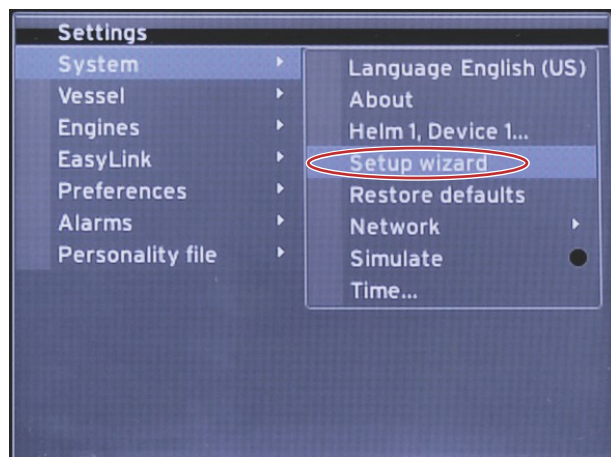 Settings
System
Vessel
Engines
EasyLink
Preferences
Alarms
Personality file
Language English (US)
About
Helm 1, Device 1...
Setup wizard
Restore defaults
Network
Simulate
Time...